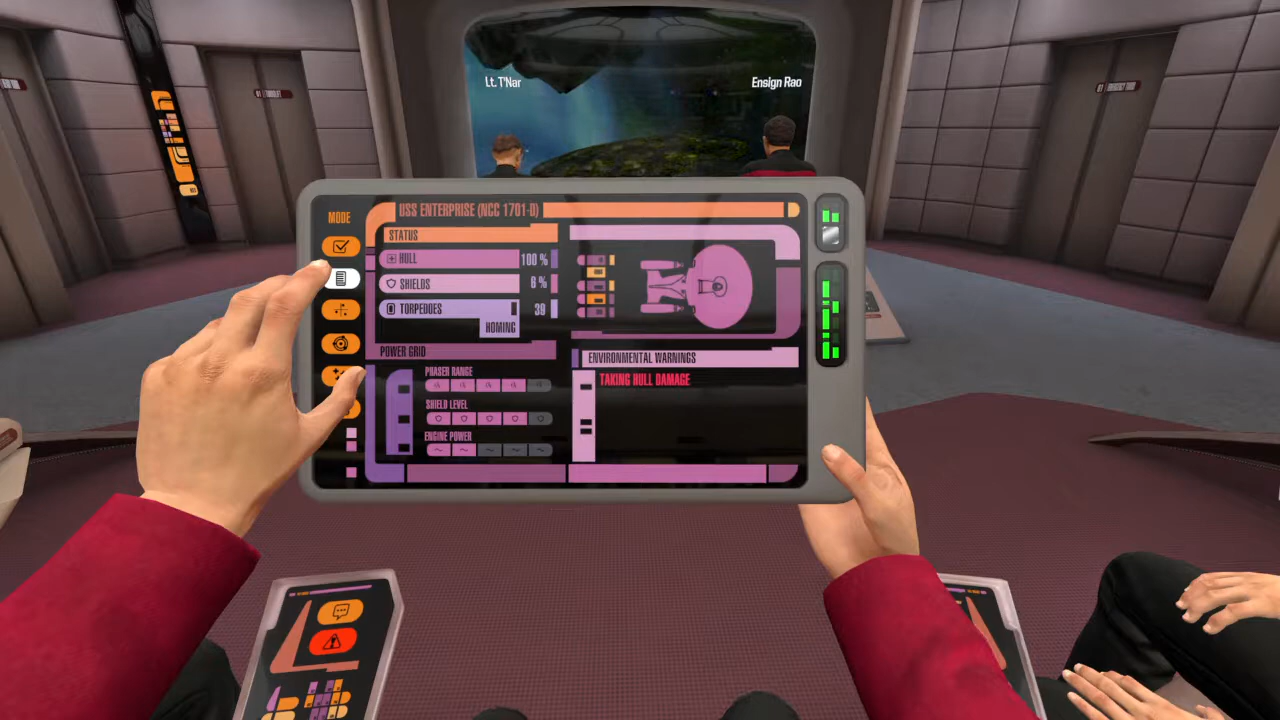 Lt. T'Nar
Ensign Rao
MODE
USS ENTERPRISE (NCC 1701-D)
STATUS
HULL 100 %
SHIELDS 6 %
TORPEDOES 39
HOMING
POWER GRID
PHASER RANGE
SHIELD LEVEL
ENGINE POWER
ENVIRONMENTAL WARNINGS
TAKING HULL DAMAGE